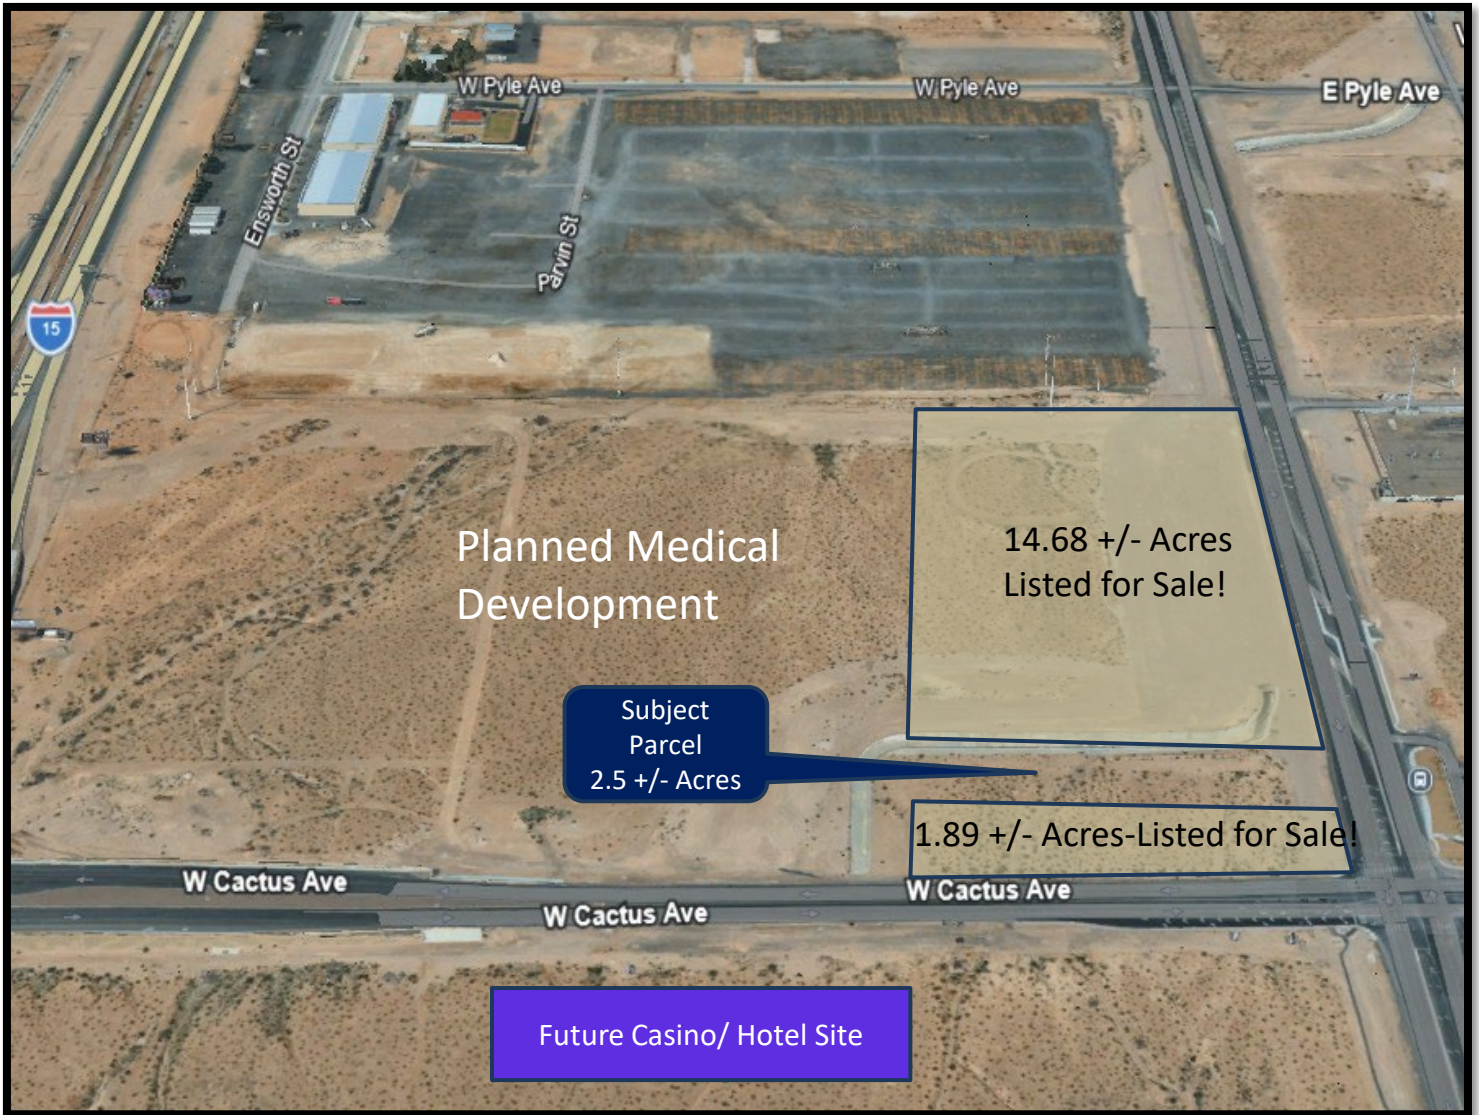 W Pyle Ave
W Pyle Ave
E Pyle Ave
Ensworth St
Parvin St
15
14.68 +/- Acres
Listed for Sale!
Planned Medical
Development
Subject
Parcel
2.5 +/- Acres
1.89 +/- Acres-Listed for Sale!
W Cactus Ave
W Cactus Ave
W Cactus Ave
Future Casino/ Hotel Site